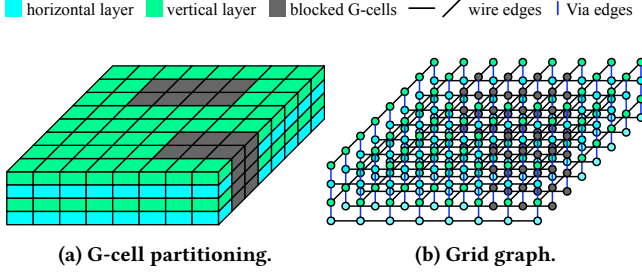 horizontal layer vertical layer blocked G-cells wire edges Via edges
(a) G-cell partitioning. (b) Grid graph.